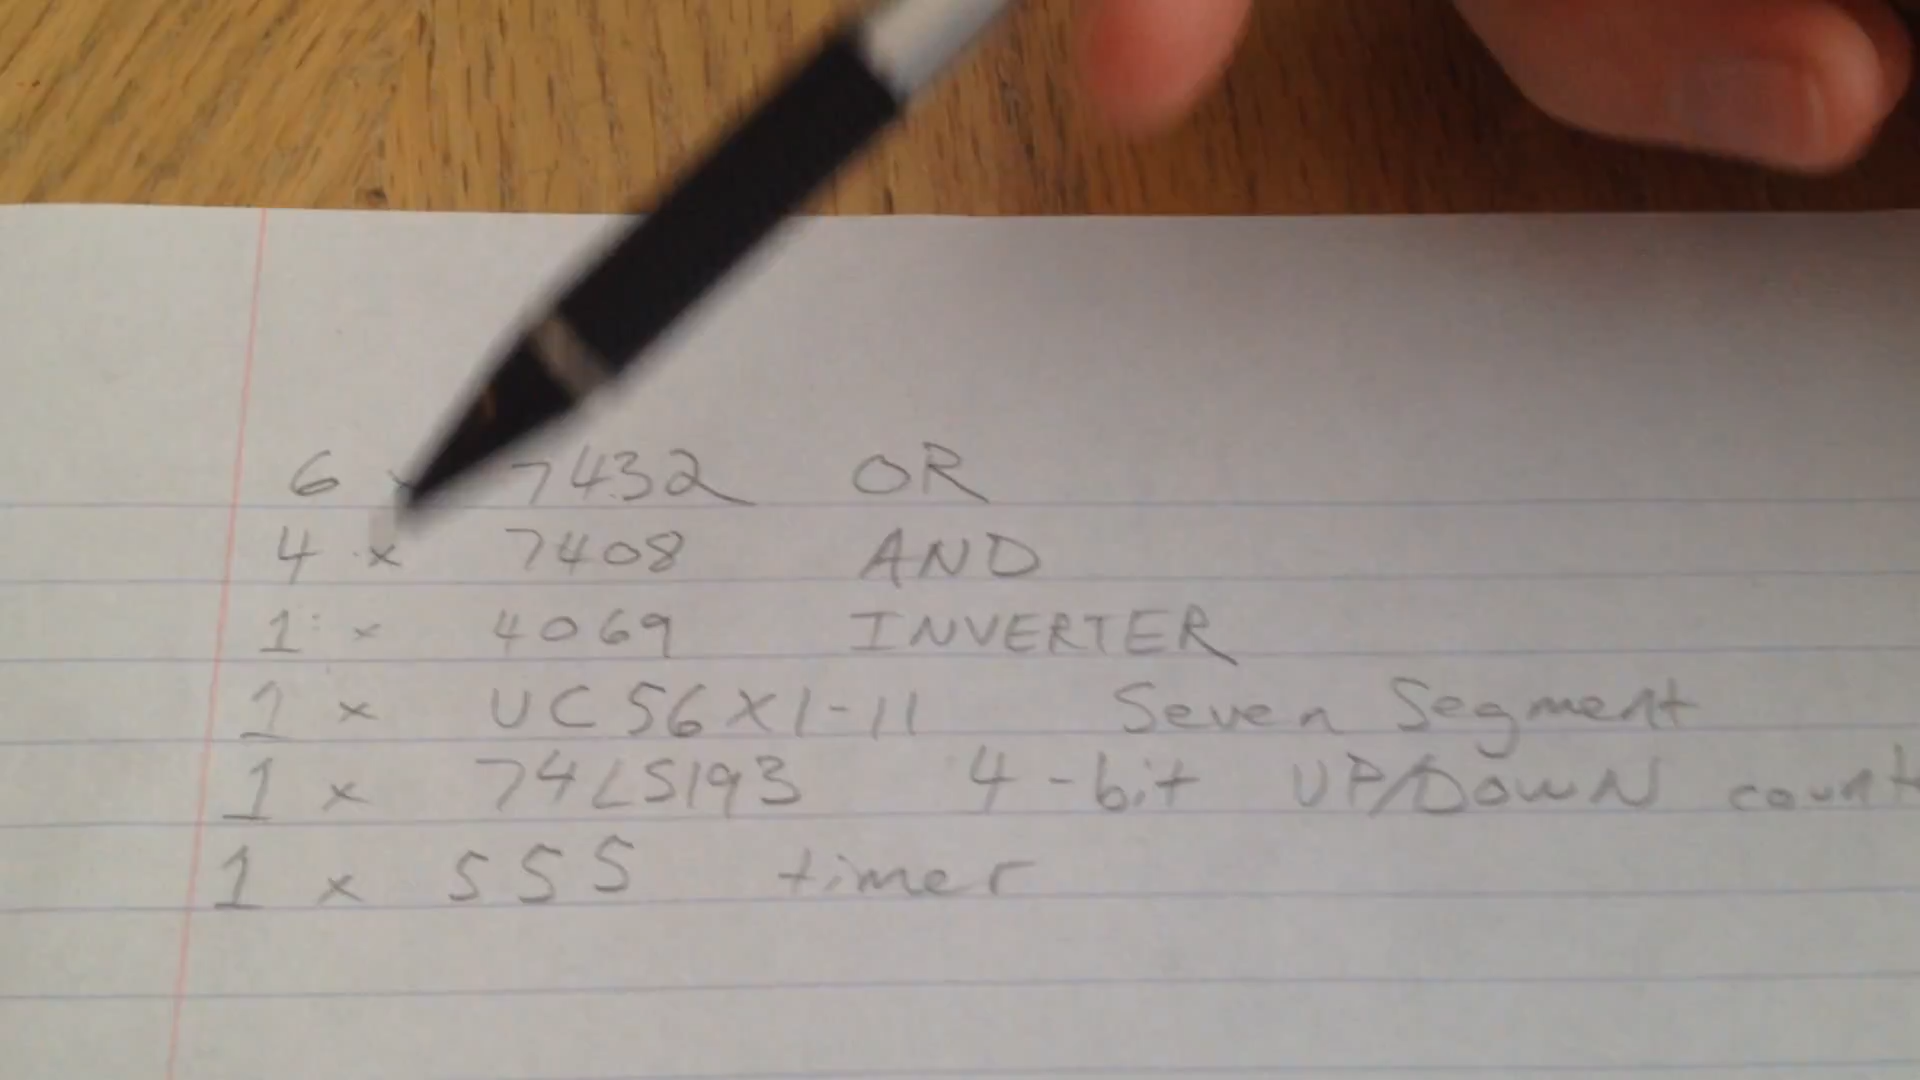 6 x 7432 OR
4 x 7408 AND
1 x 4069 INVERTER
1 x UC56X1-11 Seven Segment
1 x 74LS193 4-bit UP/DOWN
1 x 555 timer